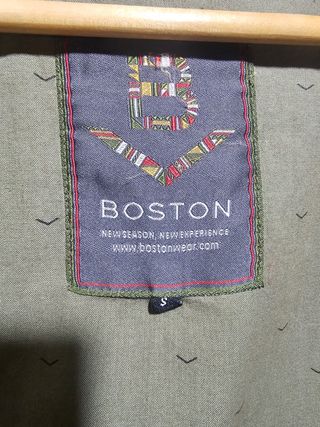 B
BOSTON
NEW SEASON, NEW EXPERIENCE
www.bostonwear.com
S